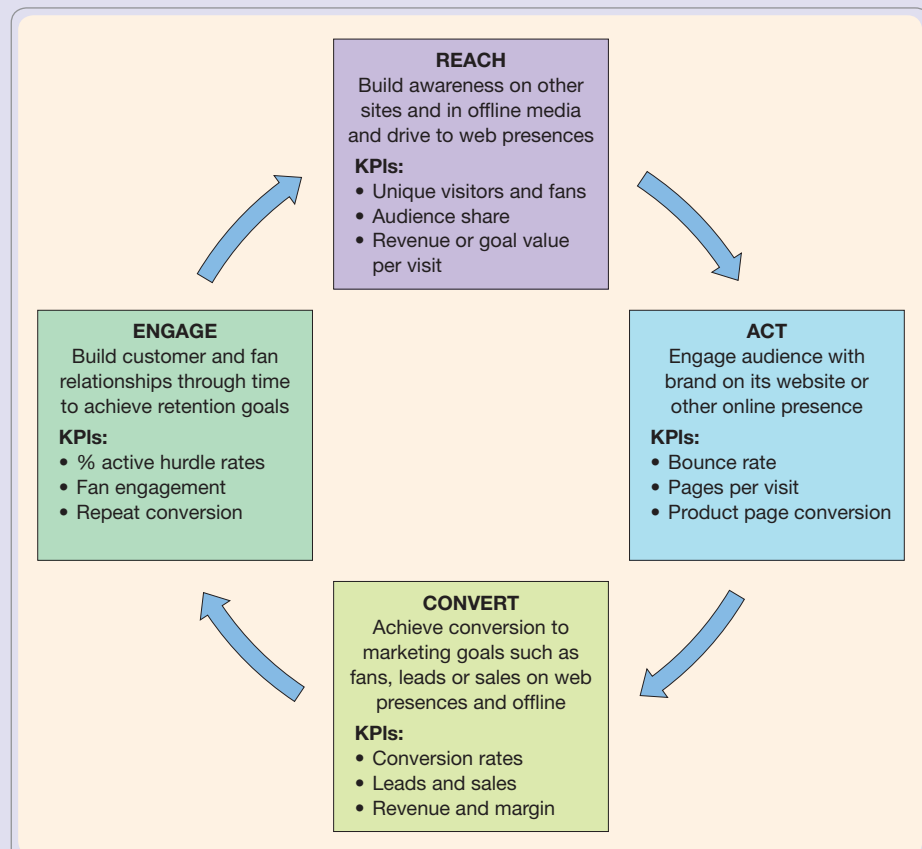 REACH
Build awareness on other
sites and in offline media
and drive to web presences
KPIs:
• Unique visitors and fans
• Audience share
• Revenue or goal value
per visit
ENGAGE
Build customer and fan
relationships through time
to achieve retention goals
KPIs:
• % active hurdle rates
• Fan engagement
• Repeat conversion
ACT
Engage audience with
brand on its website or
other online presence
KPIs:
• Bounce rate
• Pages per visit
• Product page conversion
CONVERT
Achieve conversion to
marketing goals such as
fans, leads or sales on web
presences and offline
KPIs:
• Conversion rates
• Leads and sales
• Revenue and margin